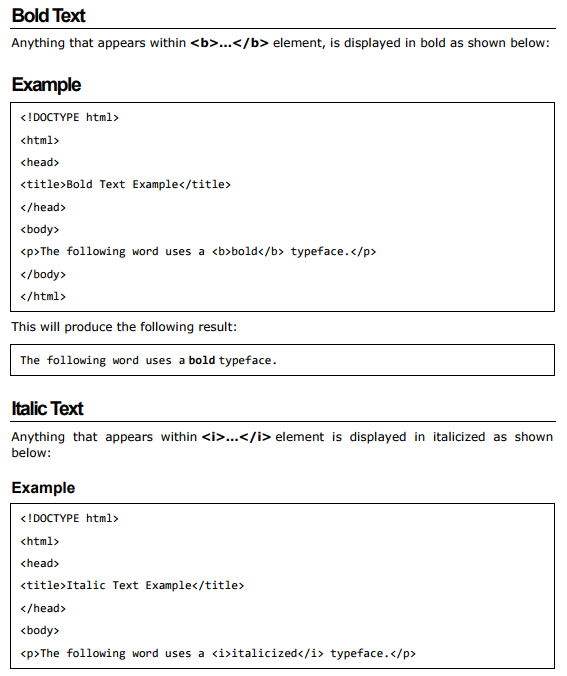 Bold Text
Anything that appears within <b>...</b> element, is displayed in bold as shown below:
Example
<!DOCTYPE html>
<html>
<head>
<title>Bold Text Example</title>
</head>
<body>
<p>The following word uses a <b>bold</b> typeface.</p>
</body>
</html>
This will produce the following result:
The following word uses a bold typeface.
Italic Text
Anything that appears within <i>...</i> element is displayed in italicized as shown
below:
Example
<!DOCTYPE html>
<html>
<head>
<title>Italic Text Example</title>
</head>
<body>
<p>The following word uses a <i>italicized</i> typeface.</p>